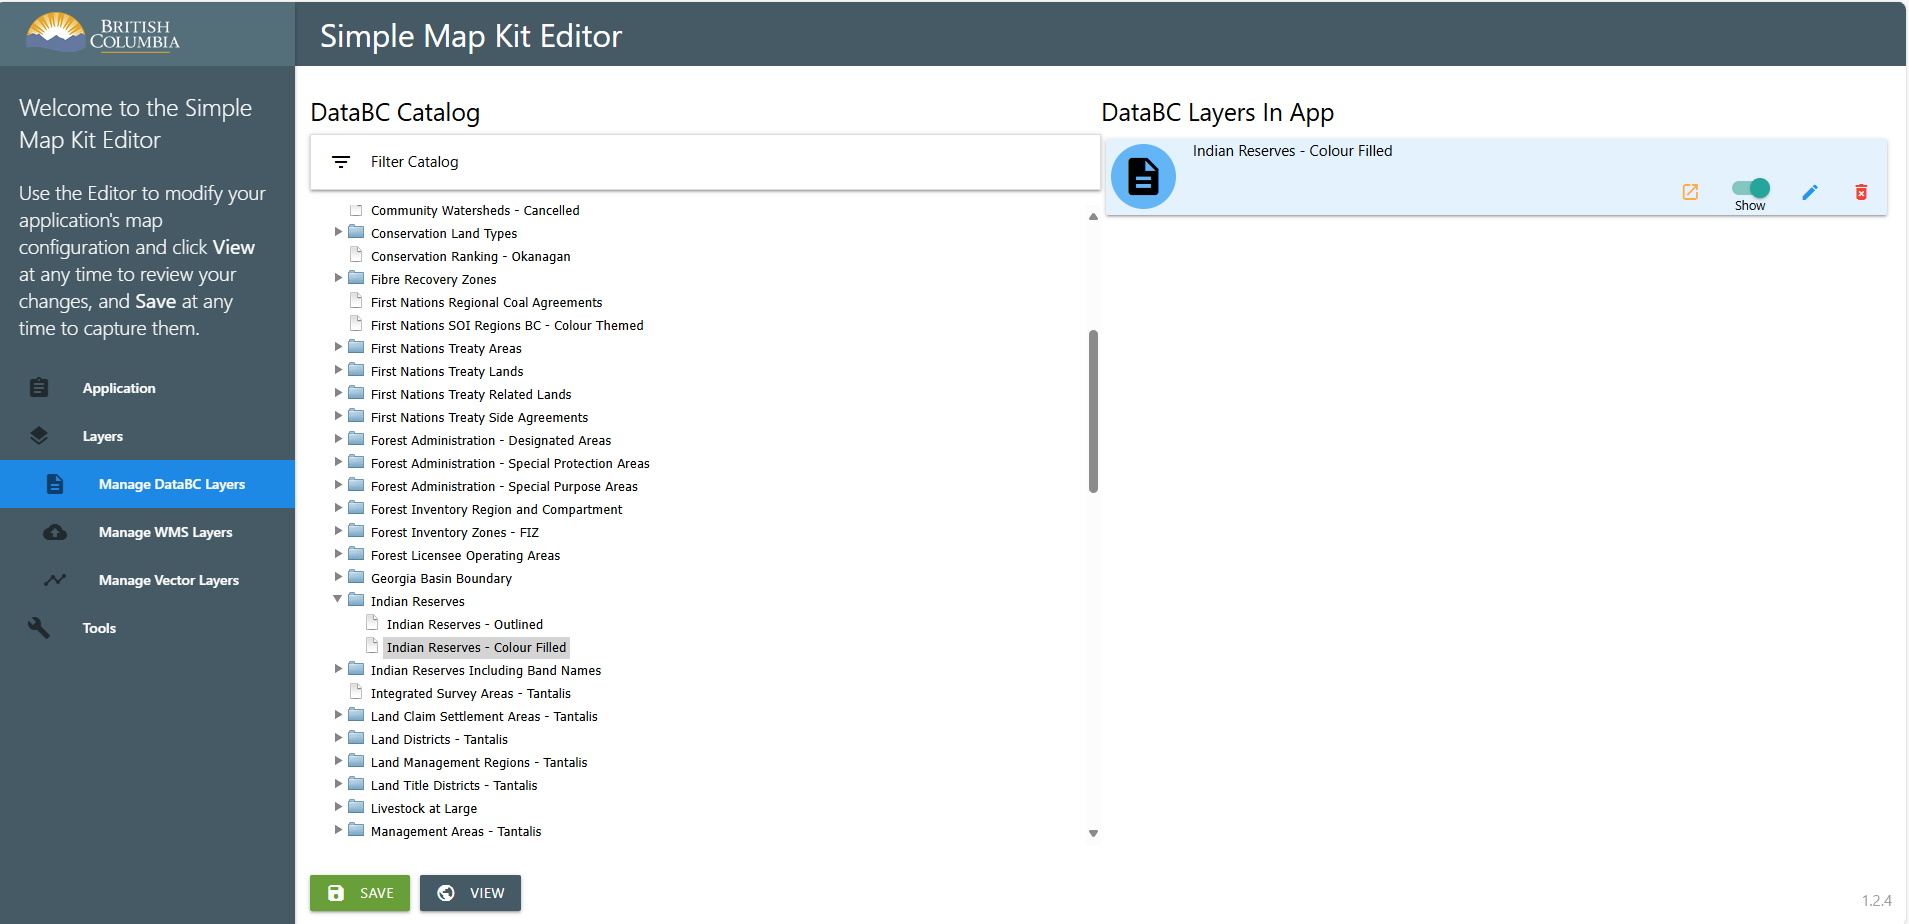 BRITISH
COLUMBIA
Simple Map Kit Editor
Welcome to the Simple
Map Kit Editor
Use the Editor to modify your
application's map
configuration and click View
at any time to review your
changes, and Save at any
time to capture them.
Application
Layers
Manage DataBC Layers
Manage WMS Layers
Manage Vector Layers
Tools
DataBC Catalog
Filter Catalog
Community Watersheds - Cancelled
Conservation Land Types
Conservation Ranking - Okanagan
Fibre Recovery Zones
First Nations Regional Coal Agreements
First Nations SOI Regions BC - Colour Themed
First Nations Treaty Areas
First Nations Treaty Lands
First Nations Treaty Related Lands
First Nations Treaty Side Agreements
Forest Administration - Designated Areas
Forest Administration - Special Protection Areas
Forest Administration - Special Purpose Areas
Forest Inventory Region and Compartment
Forest Inventory Zones - FIZ
Forest Licensee Operating Areas
Georgia Basin Boundary
Indian Reserves
Indian Reserves - Outlined
Indian Reserves - Colour Filled
Indian Reserves Including Band Names
Integrated Survey Areas - Tantalis
Land Claim Settlement Areas - Tantalis
Land Districts - Tantalis
Land Management Regions - Tantalis
Land Title Districts - Tantalis
Livestock at Large
Management Areas - Tantalis
SAVE
VIEW
DataBC Layers In App
Indian Reserves - Colour Filled
Show
1.2.4